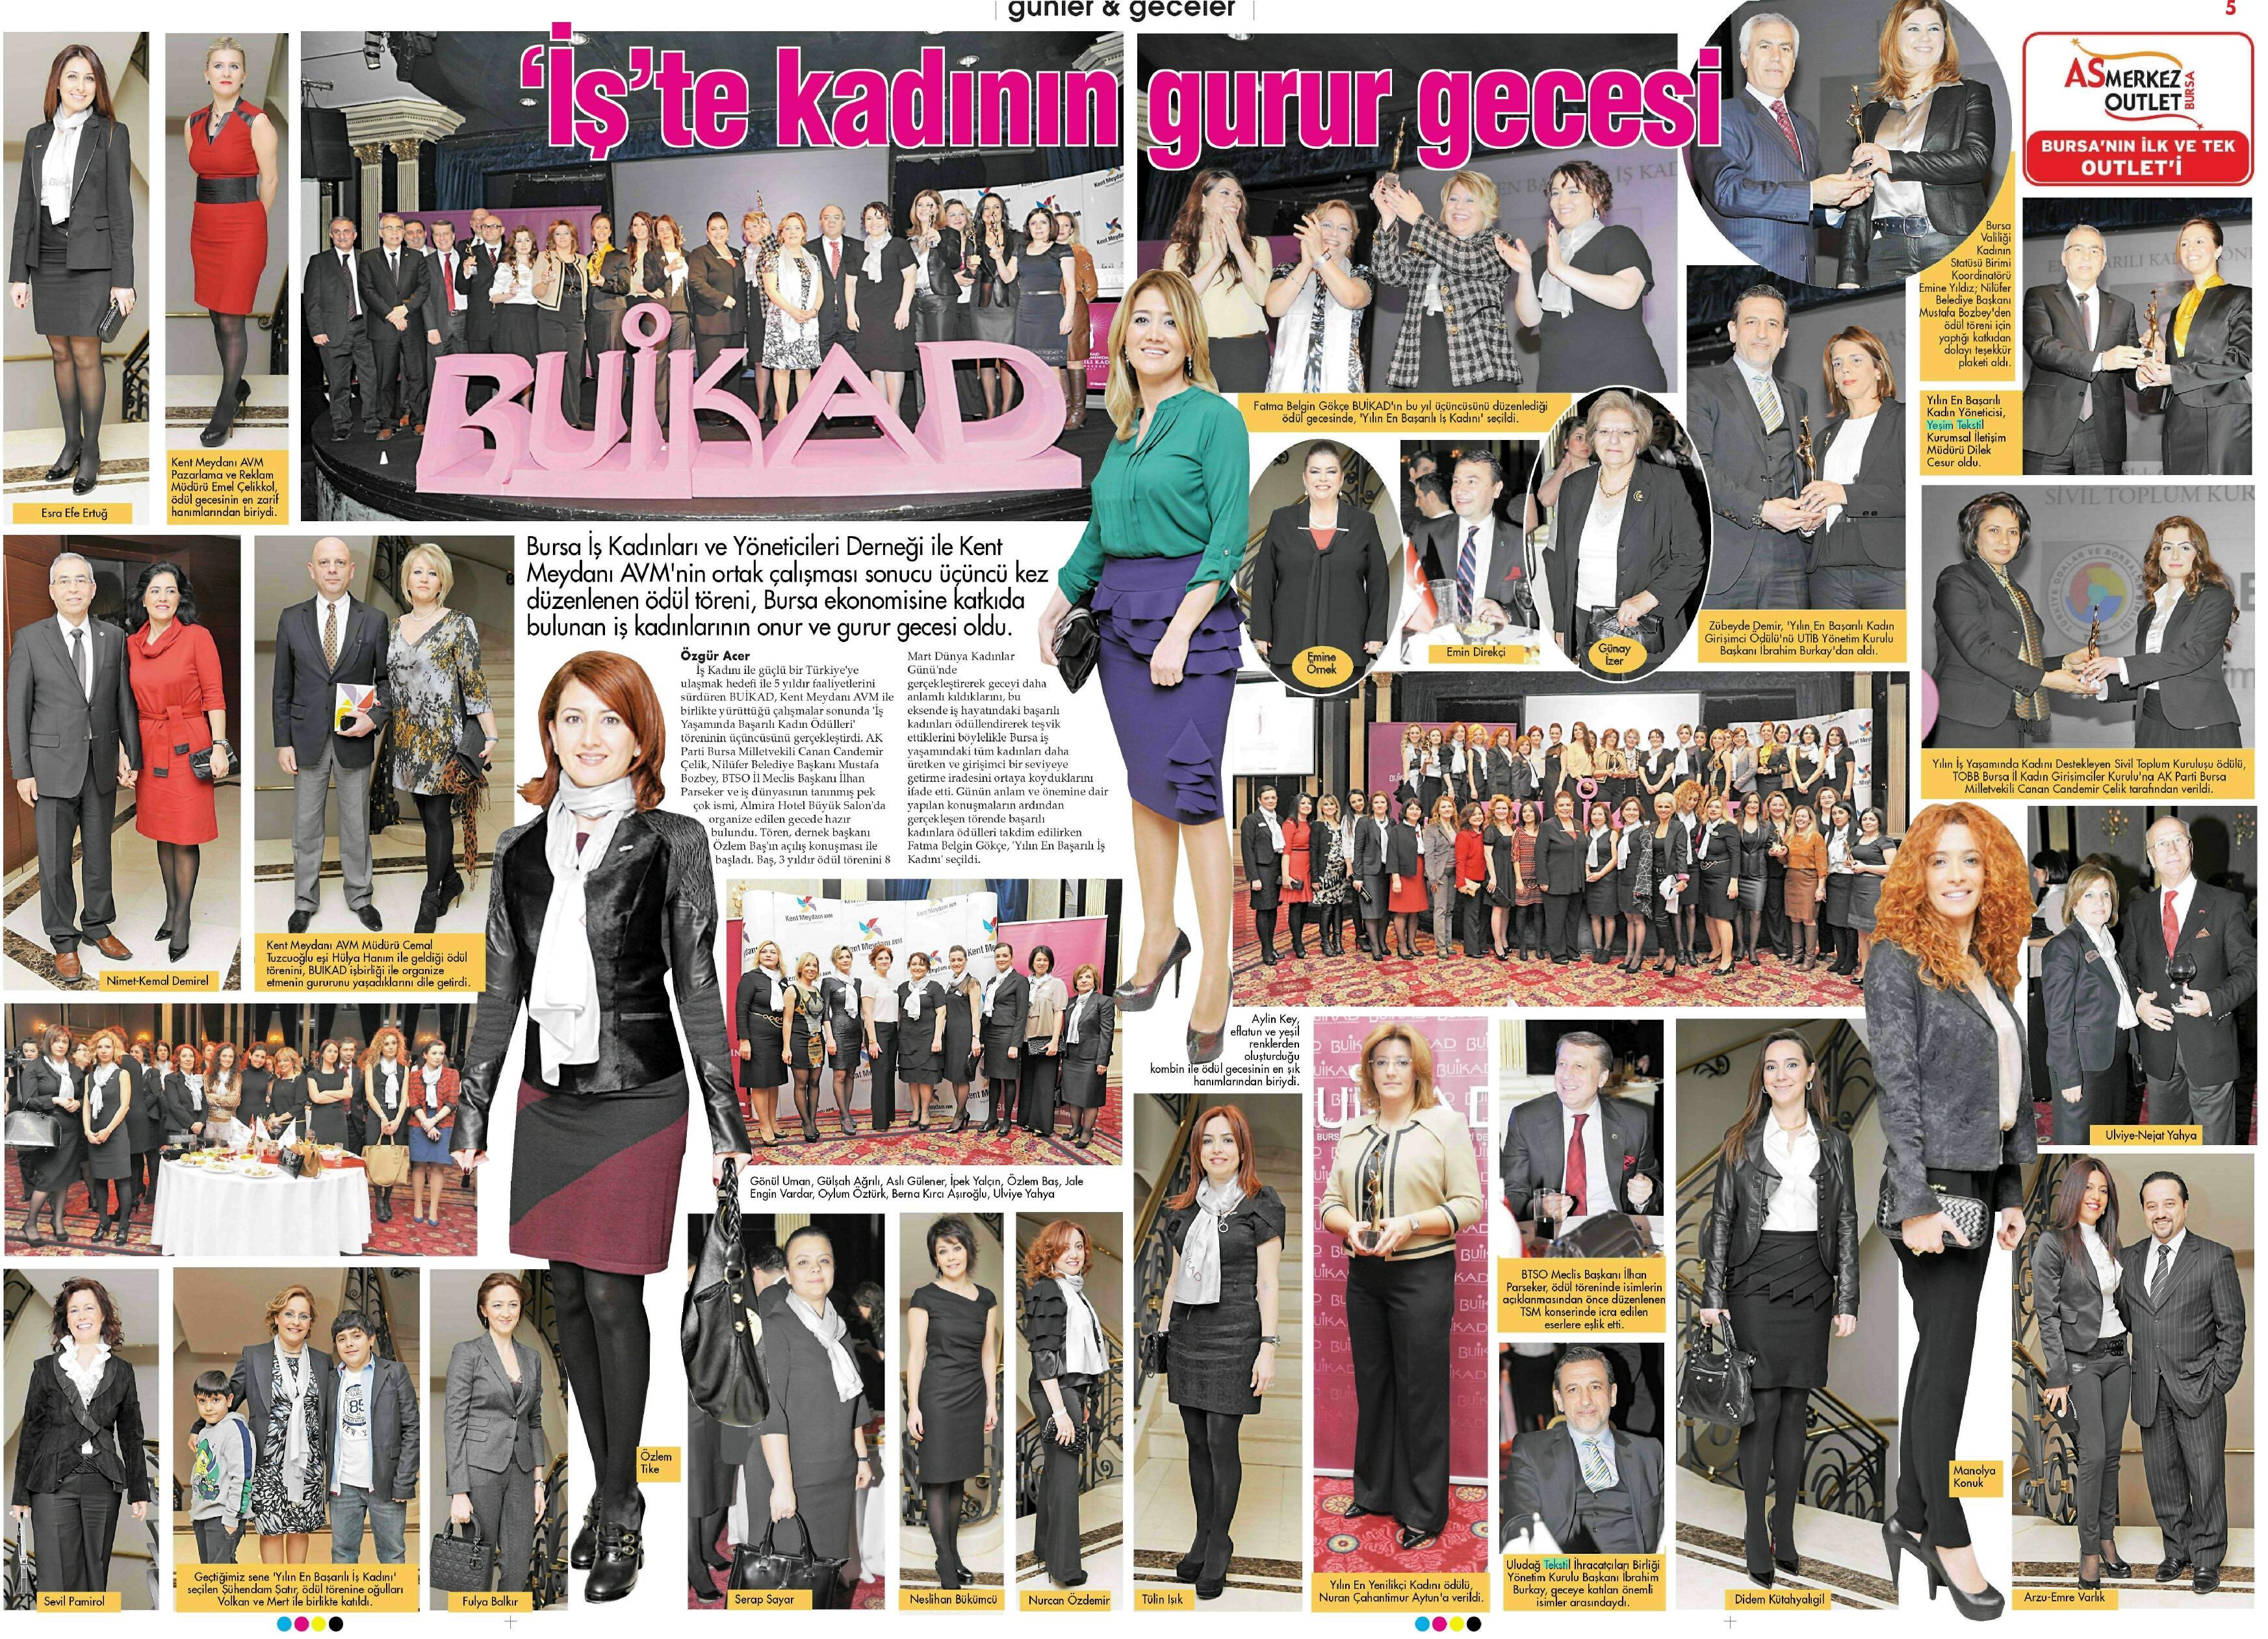 günler & geceler
5
'İş'te kadının gurur gecesi
AS MERKEZ
OUTLET
BURSA
BURSA'NIN İLK VE TEK
OUTLET'İ
Esra Efe Ertuğ
Kent Meydanı AVM
Pazarlama ve Reklam
Müdürü Emel Çelikkol,
ödül gecesinin en zarif
hanımlarından biriydi.
BUİKAD
Fatma Belgin Gökçe BUİKAD'ın bu yıl üçüncüsünü düzenlediği
ödül gecesinde, 'Yılın En Başarılı İş Kadını' seçildi.
Bursa
Valiliği
Kadının
Statüsü Birimi
Koordinatörü
Emine Yıldız; Nilüfer
Belediye Başkanı
Mustafa Bozbey'den
ödül töreni için
yaptığı katkıdan
dolayı teşekkür
plaketi aldı.
Yılın En Başarılı
Kadın Yöneticisi,
Yeşim Tekstil
Kurumsal İletişim
Müdürü Dilek
Cesur oldu.
Emine
Örnek
Emin Direkçi
Günay
İzer
Zübeyde Demir, 'Yılın En Başarılı Kadın
Girişimci Ödülü'nü UTİB Yönetim Kurulu
Başkanı İbrahim Burkay'dan aldı.
SİVİL TOPLUM KUR
Yılın İş Yaşamında Kadını Destekleyen Sivil Toplum Kuruluşu ödülü,
TOBB Bursa İl Kadın Girişimciler Kurulu'na AK Parti Bursa
Milletvekili Canan Candemir Çelik tarafından verildi.
Bursa İş Kadınları ve Yöneticileri Derneği ile Kent
Meydanı AVM'nin ortak çalışması sonucu üçüncü kez
düzenlenen ödül töreni, Bursa ekonomisine katkıda
bulunan iş kadınlarının onur ve gurur gecesi oldu.
Özgür Acer
İş Kadını ile güçlü bir Türkiye'ye
ulaşmak hedefi ile 5 yıldır faaliyetlerini
sürdüren BUİKAD, Kent Meydanı AVM ile
birlikte yürüttüğü çalışmalar sonunda 'İş
Yaşamında Başarılı Kadın Ödülleri'
töreninin üçüncüsünü gerçekleştirdi. AK
Parti Bursa Milletvekili Canan Candemir
Çelik, Nilüfer Belediye Başkanı Mustafa
Bozbey, BTSO İl Meclis Başkanı İlhan
Parseker ve iş dünyasının tanınmış pek
çok ismi, Almira Hotel Büyük Salon'da
organize edilen gecede hazır
bulundu. Tören, dernek başkanı
Özlem Baş'ın açılış konuşması ile
başladı. Baş, 3 yıldır ödül törenini 8
Mart Dünya Kadınlar
Günü'nde
gerçekleştirerek geceyi daha
anlamlı kıldıklarını, bu
eksende iş hayatındaki başarılı
kadınları ödüllendirerek teşvik
ettiklerini böylelikle Bursa iş
yaşamındaki tüm kadınları daha
üretken ve girişimci bir seviyeye
getirme iradesini ortaya koyduklarını
ifade etti. Günün anlam ve önemine dair
yapılan konuşmaların ardından
gerçekleşen törende başarılı
kadınlara ödülleri takdim edilirken
Fatma Belgin Gökçe, 'Yılın En Başarılı İş
Kadını' seçildi.
Nimet-Kemal Demirel
Kent Meydanı AVM Müdürü Cemal
Tuzcuoğlu eşi Hülya Hanım ile geldiği ödül
törenini, BUİKAD işbirliği ile organize
etmenin gururunu yaşadıklarını dile getirdi.
Gönül Uman, Gülşah Ağrılı, Aslı Gülener, İpek Yalçın, Özlem Baş, Jale
Engin Vardar, Oylum Öztürk, Berna Kırcı Aşıroğlu, Ulviye Yahya
Aylin Key,
eflatun ve yeşil
renklerden
oluşturduğu
kombin ile ödül gecesinin en şık
hanımlarından biriydi.
Ulviye-Nejat Yahya
BTSO Meclis Başkanı İlhan
Parseker, ödül töreninde isimlerin
açıklanmasından önce düzenlenen
TSM konserinde icra edilen
eserlere eşlik etti.
Özlem
Tike
Manolya
Konuk
Sevil Pamirol
Geçtiğimiz sene 'Yılın En Başarılı İş Kadını'
seçilen Şühendam Şatır, ödül törenine oğulları
Volkan ve Mert ile birlikte katıldı.
Fulya Balkır
Serap Sayar
Neslihan Bükümcü
Nurcan Özdemir
Tülin Işık
Yılın En Yenilikçi Kadını ödülü,
Nuran Çahantimur Aytun'a verildi.
Uludağ Tekstil İhracatçıları Birliği
Yönetim Kurulu Başkanı İbrahim
Burkay, geceye katılan önemli
isimler arasındaydı.
Didem Kütahyalıgil
Arzu-Emre Varlık